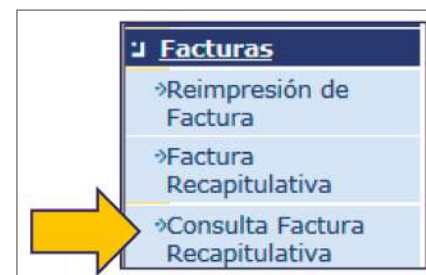 Facturas
Reimpresión de
Factura
Factura
Recapitulativa
Consulta Factura
Recapitulativa